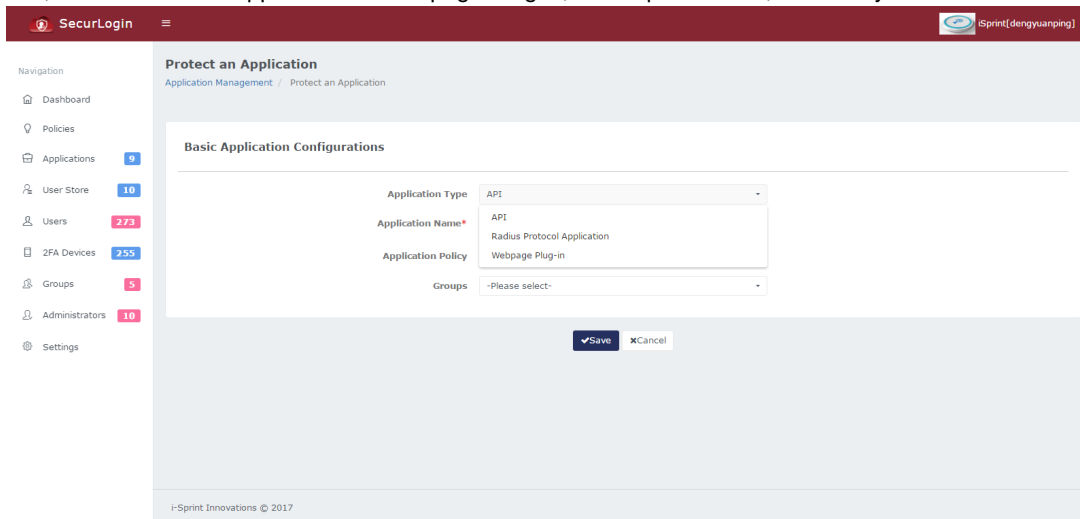 SecurLogin
iSprint[dengyuanping]
Navigation
Dashboard
Policies
Applications 9
User Store 10
Users 273
2FA Devices 255
Groups 5
Administrators 10
Settings
Protect an Application
Application Management / Protect an Application
Basic Application Configurations
Application Type API
Application Name*
API
Radius Protocol Application
Application Policy
Webpage Plug-in
Groups -Please select-
Save Cancel
i-Sprint Innovations © 2017